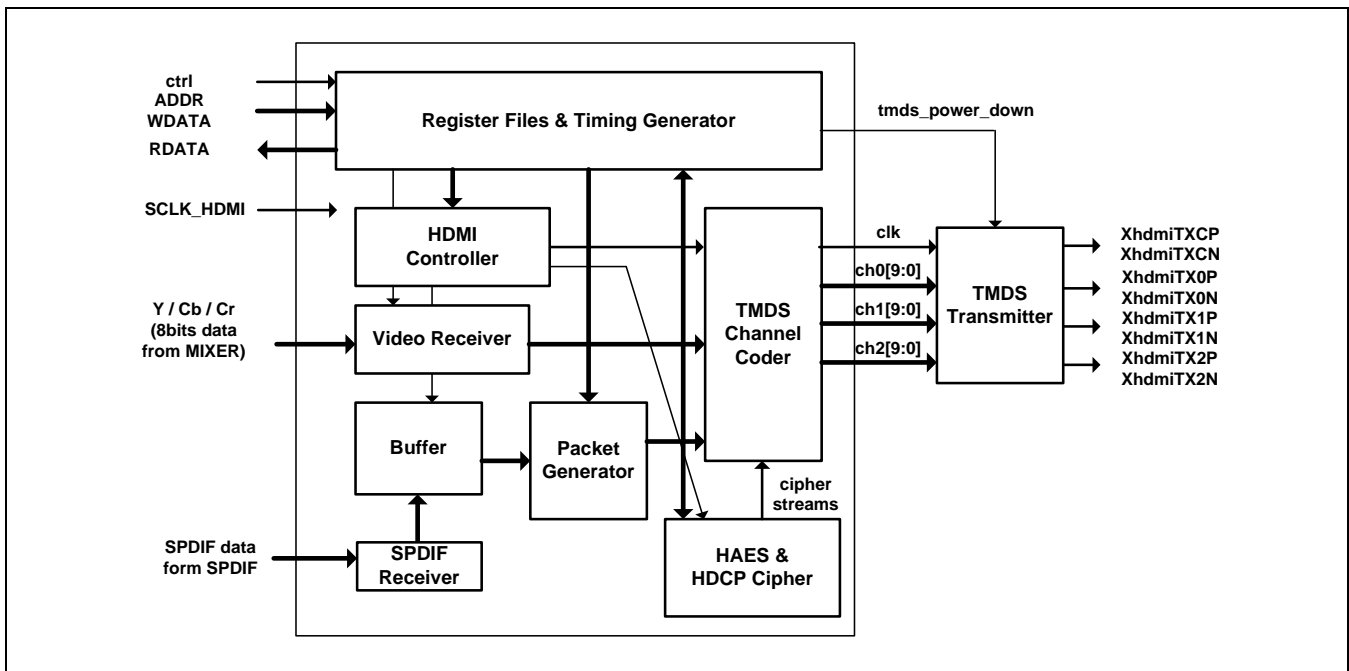 ctrl
ADDR
WDATA
RDATA
Register Files & Timing Generator
tmds_power_down
SCLK_HDMI
HDMI
Controller
Y / Cb / Cr
(8bits data
from MIXER)
Video Receiver
TMDS
Channel
Coder
clk
ch0[9:0]
ch1[9:0]
ch2[9:0]
TMDS
Transmitter
XhdmiTXCP
XhdmiTXCN
XhdmiTX0P
XhdmiTX0N
XhdmiTX1P
XhdmiTX1N
XhdmiTX2P
XhdmiTX2N
Buffer
Packet
Generator
cipher
streams
SPDIF data
form SPDIF
SPDIF
Receiver
HAES &
HDCP Cipher